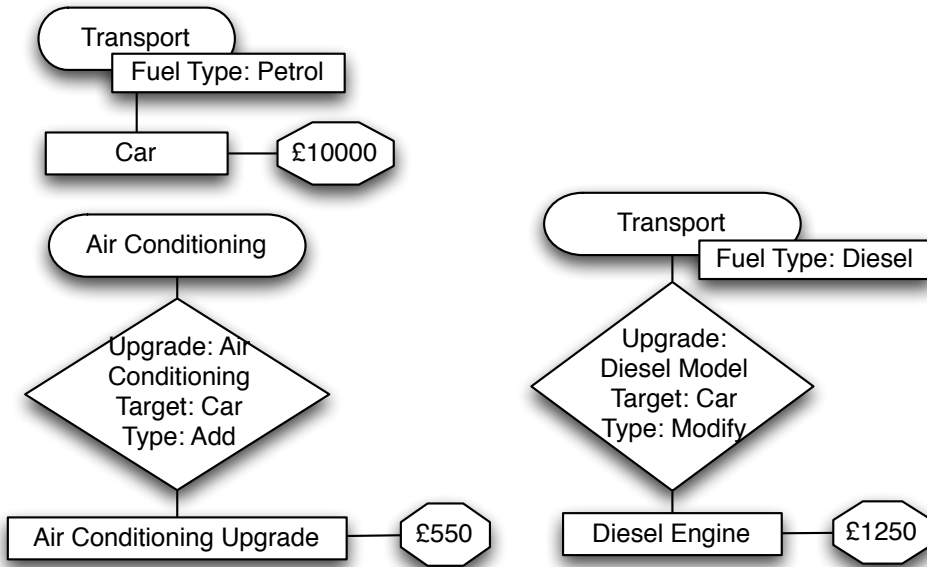 Transport
Fuel Type: Petrol
Car
£10000
Air Conditioning
Upgrade: Air
Conditioning
Target: Car
Type: Add
Air Conditioning Upgrade
£550
Transport
Fuel Type: Diesel
Upgrade:
Diesel Model
Target: Car
Type: Modify
Diesel Engine
£1250